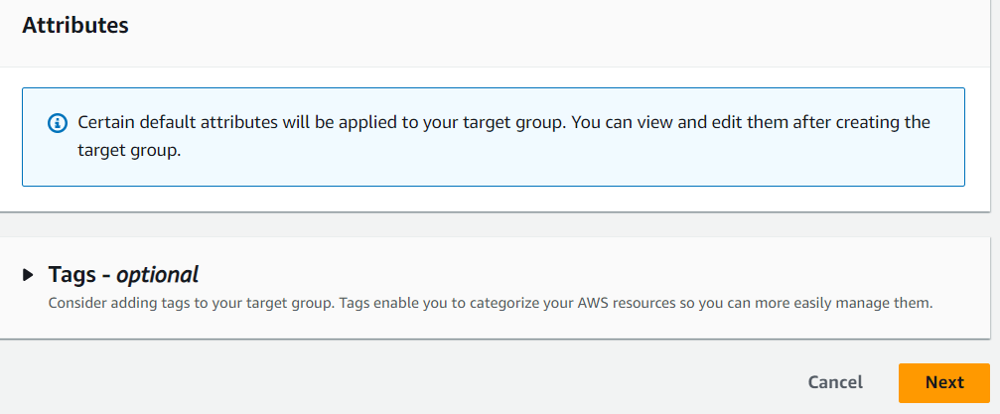 Attributes
Certain default attributes will be applied to your target group. You can view and edit them after creating the
target group.
Tags - optional
Consider adding tags to your target group. Tags enable you to categorize your AWS resources so you can more easily manage them.
Cancel
Next